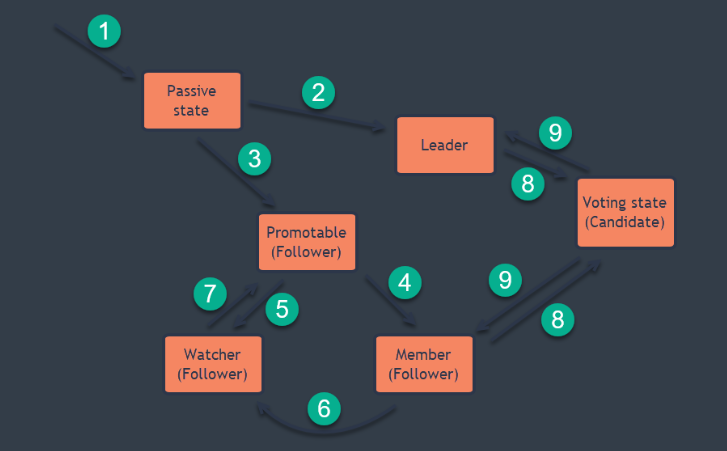 1
Passive
state
2
Leader
9
8
Voting state
(Candidate)
3
Promotable
(Follower)
4
9
8
7
5
Watcher
(Follower)
Member
(Follower)
6